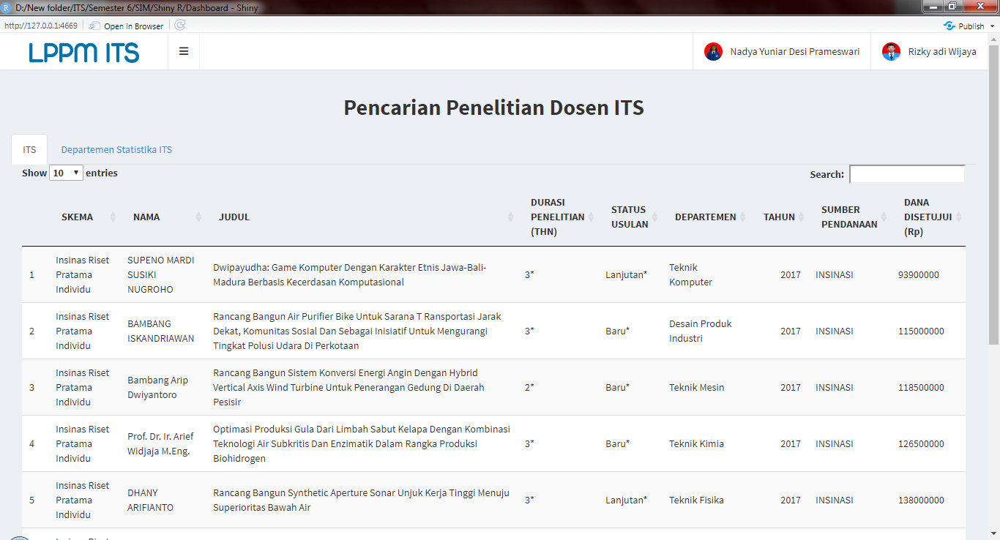 D:/New folder/ITS/Semester 6/SIM/Shiny R/Dashboard - Shiny
http://127.0.0.1:4669 Open in Browser Publish
LPPM ITS Nadya Yuniar Desi Prameswari Rizky adi Wijaya
Pencarian Penelitian Dosen ITS
ITS Departemen Statistika ITS
Show 10 entries Search:
SKEMA NAMA JUDUL DURASI PENELITIAN (THN) STATUS USULAN DEPARTEMEN TAHUN SUMBER PENDANAAN DANA DISETUJUI (Rp)
1 Insinas Riset Pratama Individu SUPENO MARDI SUSIKI NUGROHO Dwipayudha: Game Komputer Dengan Karakter Etnis Jawa-Bali-Madura Berbasis Kecerdasan Komputasional 3* Lanjutan* Teknik Komputer 2017 INSINASI 93900000
2 Insinas Riset Pratama Individu BAMBANG ISKANDRIAWAN Rancang Bangun Air Purifier Bike Untuk Sarana T Ransportasi Jarak Dekat, Komunitas Sosial Dan Sebagai Inisiatif Untuk Mengurangi Tingkat Polusi Udara Di Perkotaan 3* Baru* Desain Produk Industri 2017 INSINASI 115000000
3 Insinas Riset Pratama Individu Bambang Arip Dwiyantoro Rancang Bangun Sistem Konversi Energi Angin Dengan Hybrid Vertical Axis Wind Turbine Untuk Penerangan Gedung Di Daerah Pesisir 2* Baru* Teknik Mesin 2017 INSINASI 118500000
4 Insinas Riset Pratama Individu Prof. Dr. Ir. Arief Widjaja M.Eng. Optimasi Produksi Gula Dari Limbah Sabut Kelapa Dengan Kombinasi Teknologi Air Subkritis Dan Enzimatik Dalam Rangka Produksi Biohidrogen 3* Baru* Teknik Kimia 2017 INSINASI 126500000
5 Insinas Riset Pratama Individu DHANY ARIFIANTO Rancang Bangun Synthetic Aperture Sonar Unjuk Kerja Tinggi Menuju Superioritas Bawah Air 3* Lanjutan* Teknik Fisika 2017 INSINASI 138000000